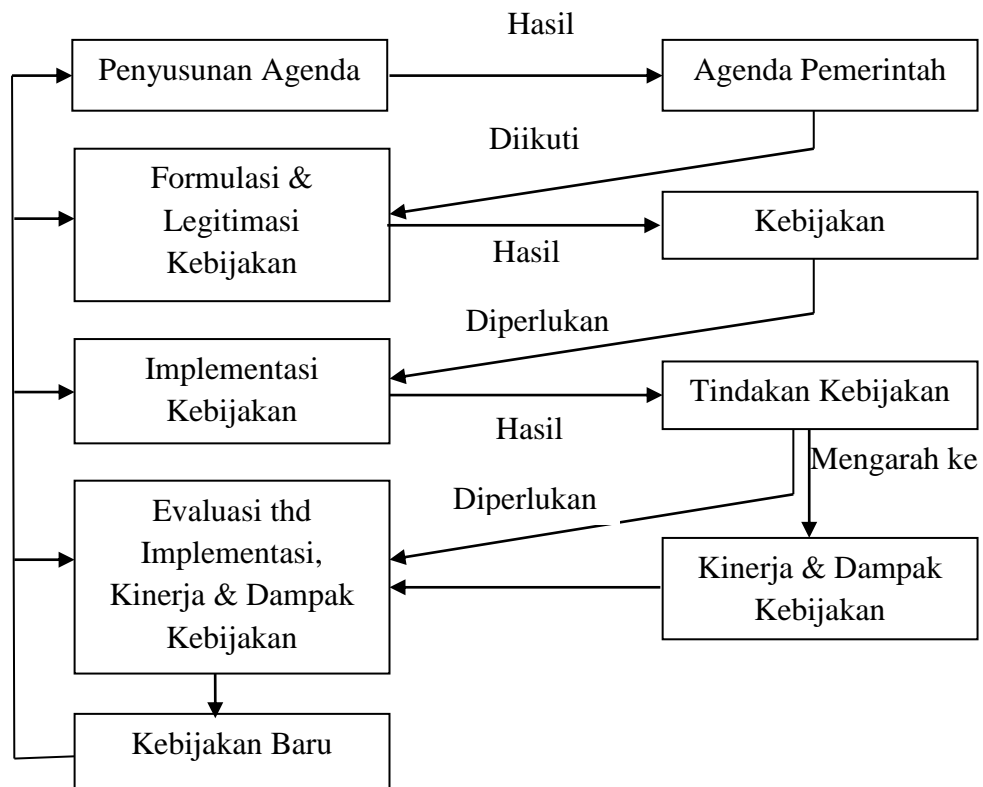 Hasil
Penyusunan Agenda
Agenda Pemerintah
Diikuti
Formulasi &
Legitimasi
Kebijakan
Kebijakan
Hasil
Diperlukan
Implementasi
Kebijakan
Tindakan Kebijakan
Hasil
Mengarah ke
Diperlukan
Evaluasi thd
Implementasi,
Kinerja & Dampak
Kebijakan
Kinerja & Dampak
Kebijakan
Kebijakan Baru